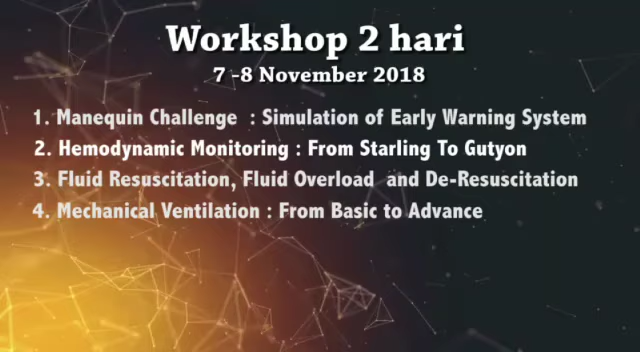 Workshop 2 hari
7 -8 November 2018
1. Manequin Challenge : Simulation of Early Warning System
2. Hemodynamic Monitoring : From Starling To Gutyon
3. Fluid Resuscitation, Fluid Overload and De-Resuscitation
4. Mechanical Ventilation : From Basic to Advance